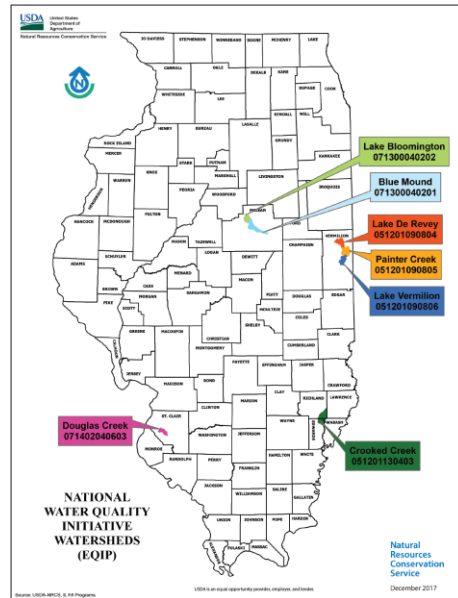 USDA
United States
Department of
Agriculture
Natural Resources Conservation Service
N
JO DAVIESS STEPHENSON WINNEBAGO BOONE MCHENRY LAKE
CARROLL OGLE DEKALB KANE COOK
WHITESIDE LEE DUPAGE
KENDALL WILL
ROCK ISLAND HENRY BUREAU LASALLE GRUNDY
MERCER STARK PUTNAM KANKAKEE
KNOX MARSHALL LIVINGSTON
HENDERSON WARREN PEORIA WOODFORD IROQUOIS
HANCOCK MCDONOUGH FULTON TAZEWELL MCLEAN FORD
MASON VERMILION
ADAMS SCHUYLER LOGAN DEWITT CHAMPAIGN
BROWN CASS MENARD MACON PIATT
PIKE MORGAN SANGAMON DOUGLAS EDGAR
SCOTT MOULTRIE COLES
GREENE MACOUPIN CHRISTIAN SHELBY CLARK
CALHOUN JERSEY MONTGOMERY CUMBERLAND
FAYETTE EFFINGHAM JASPER CRAWFORD
MADISON BOND CLAY RICHLAND LAWRENCE
ST. CLAIR CLINTON MARION WAYNE EDWARDS WABASH
MONROE WASHINGTON JEFFERSON
RANDOLPH PERRY HAMILTON WHITE
FRANKLIN
JACKSON WILLIAMSON SALINE GALLATIN
UNION JOHNSON POPE HARDIN
ALEXANDER PULASKI MASSAC
Lake Bloomington
071300040202
Blue Mound
071300040201
Lake De Revey
051201090804
Painter Creek
051201090805
Lake Vermilion
051201090806
Douglas Creek
071402040603
Crooked Creek
051201130403
NATIONAL
WATER QUALITY
INITIATIVE
WATERSHEDS
(EQIP)
Natural
Resources
Conservation
Service
December 2017
Source: USDA-NRCS, IL FA Programs
USDA is an equal opportunity provider, employer, and lender.